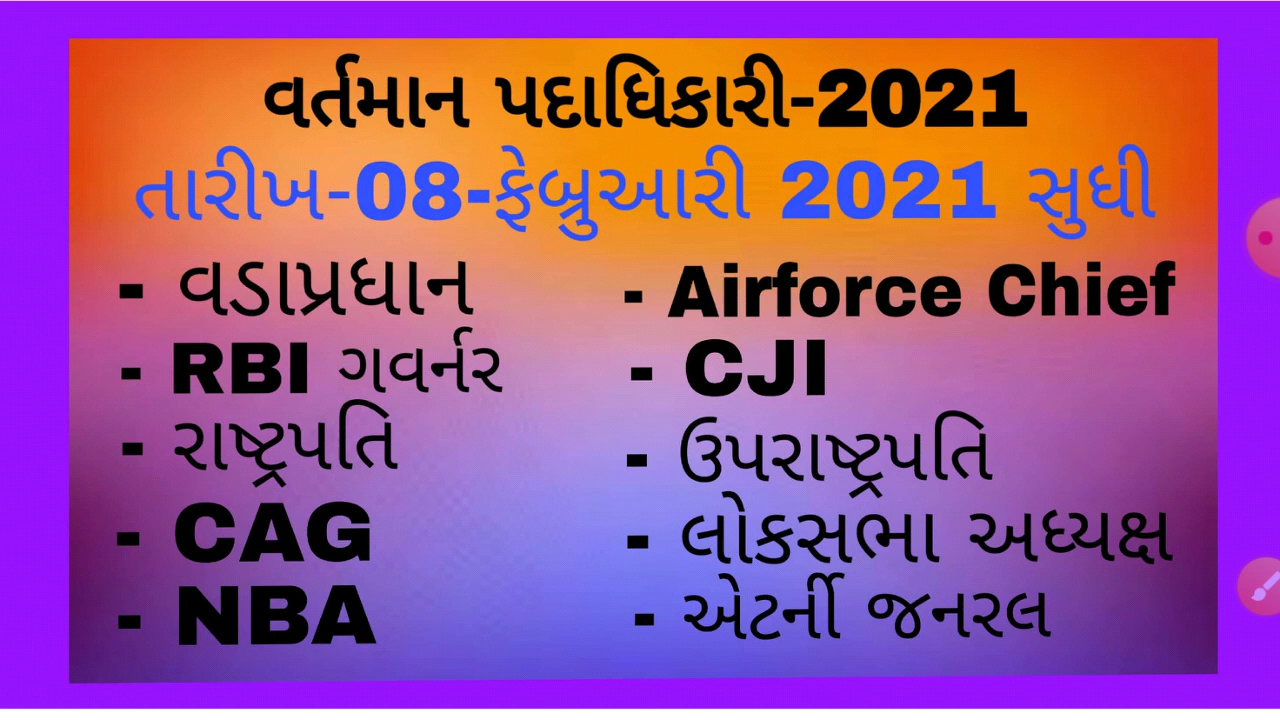 વર્તમાન પદાધિકારી-2021
તારીખ-08-ફેબ્રુઆરી 2021 સુધી
- વડાપ્રધાન
- RBI ગવર્નર
- રાષ્ટ્રપતિ
- CAG
- NBA
- Airforce Chief
- CJI
- ઉપરાષ્ટ્રપતિ
- લોકસભા અધ્યક્ષ
- એટર્ની જનરલ